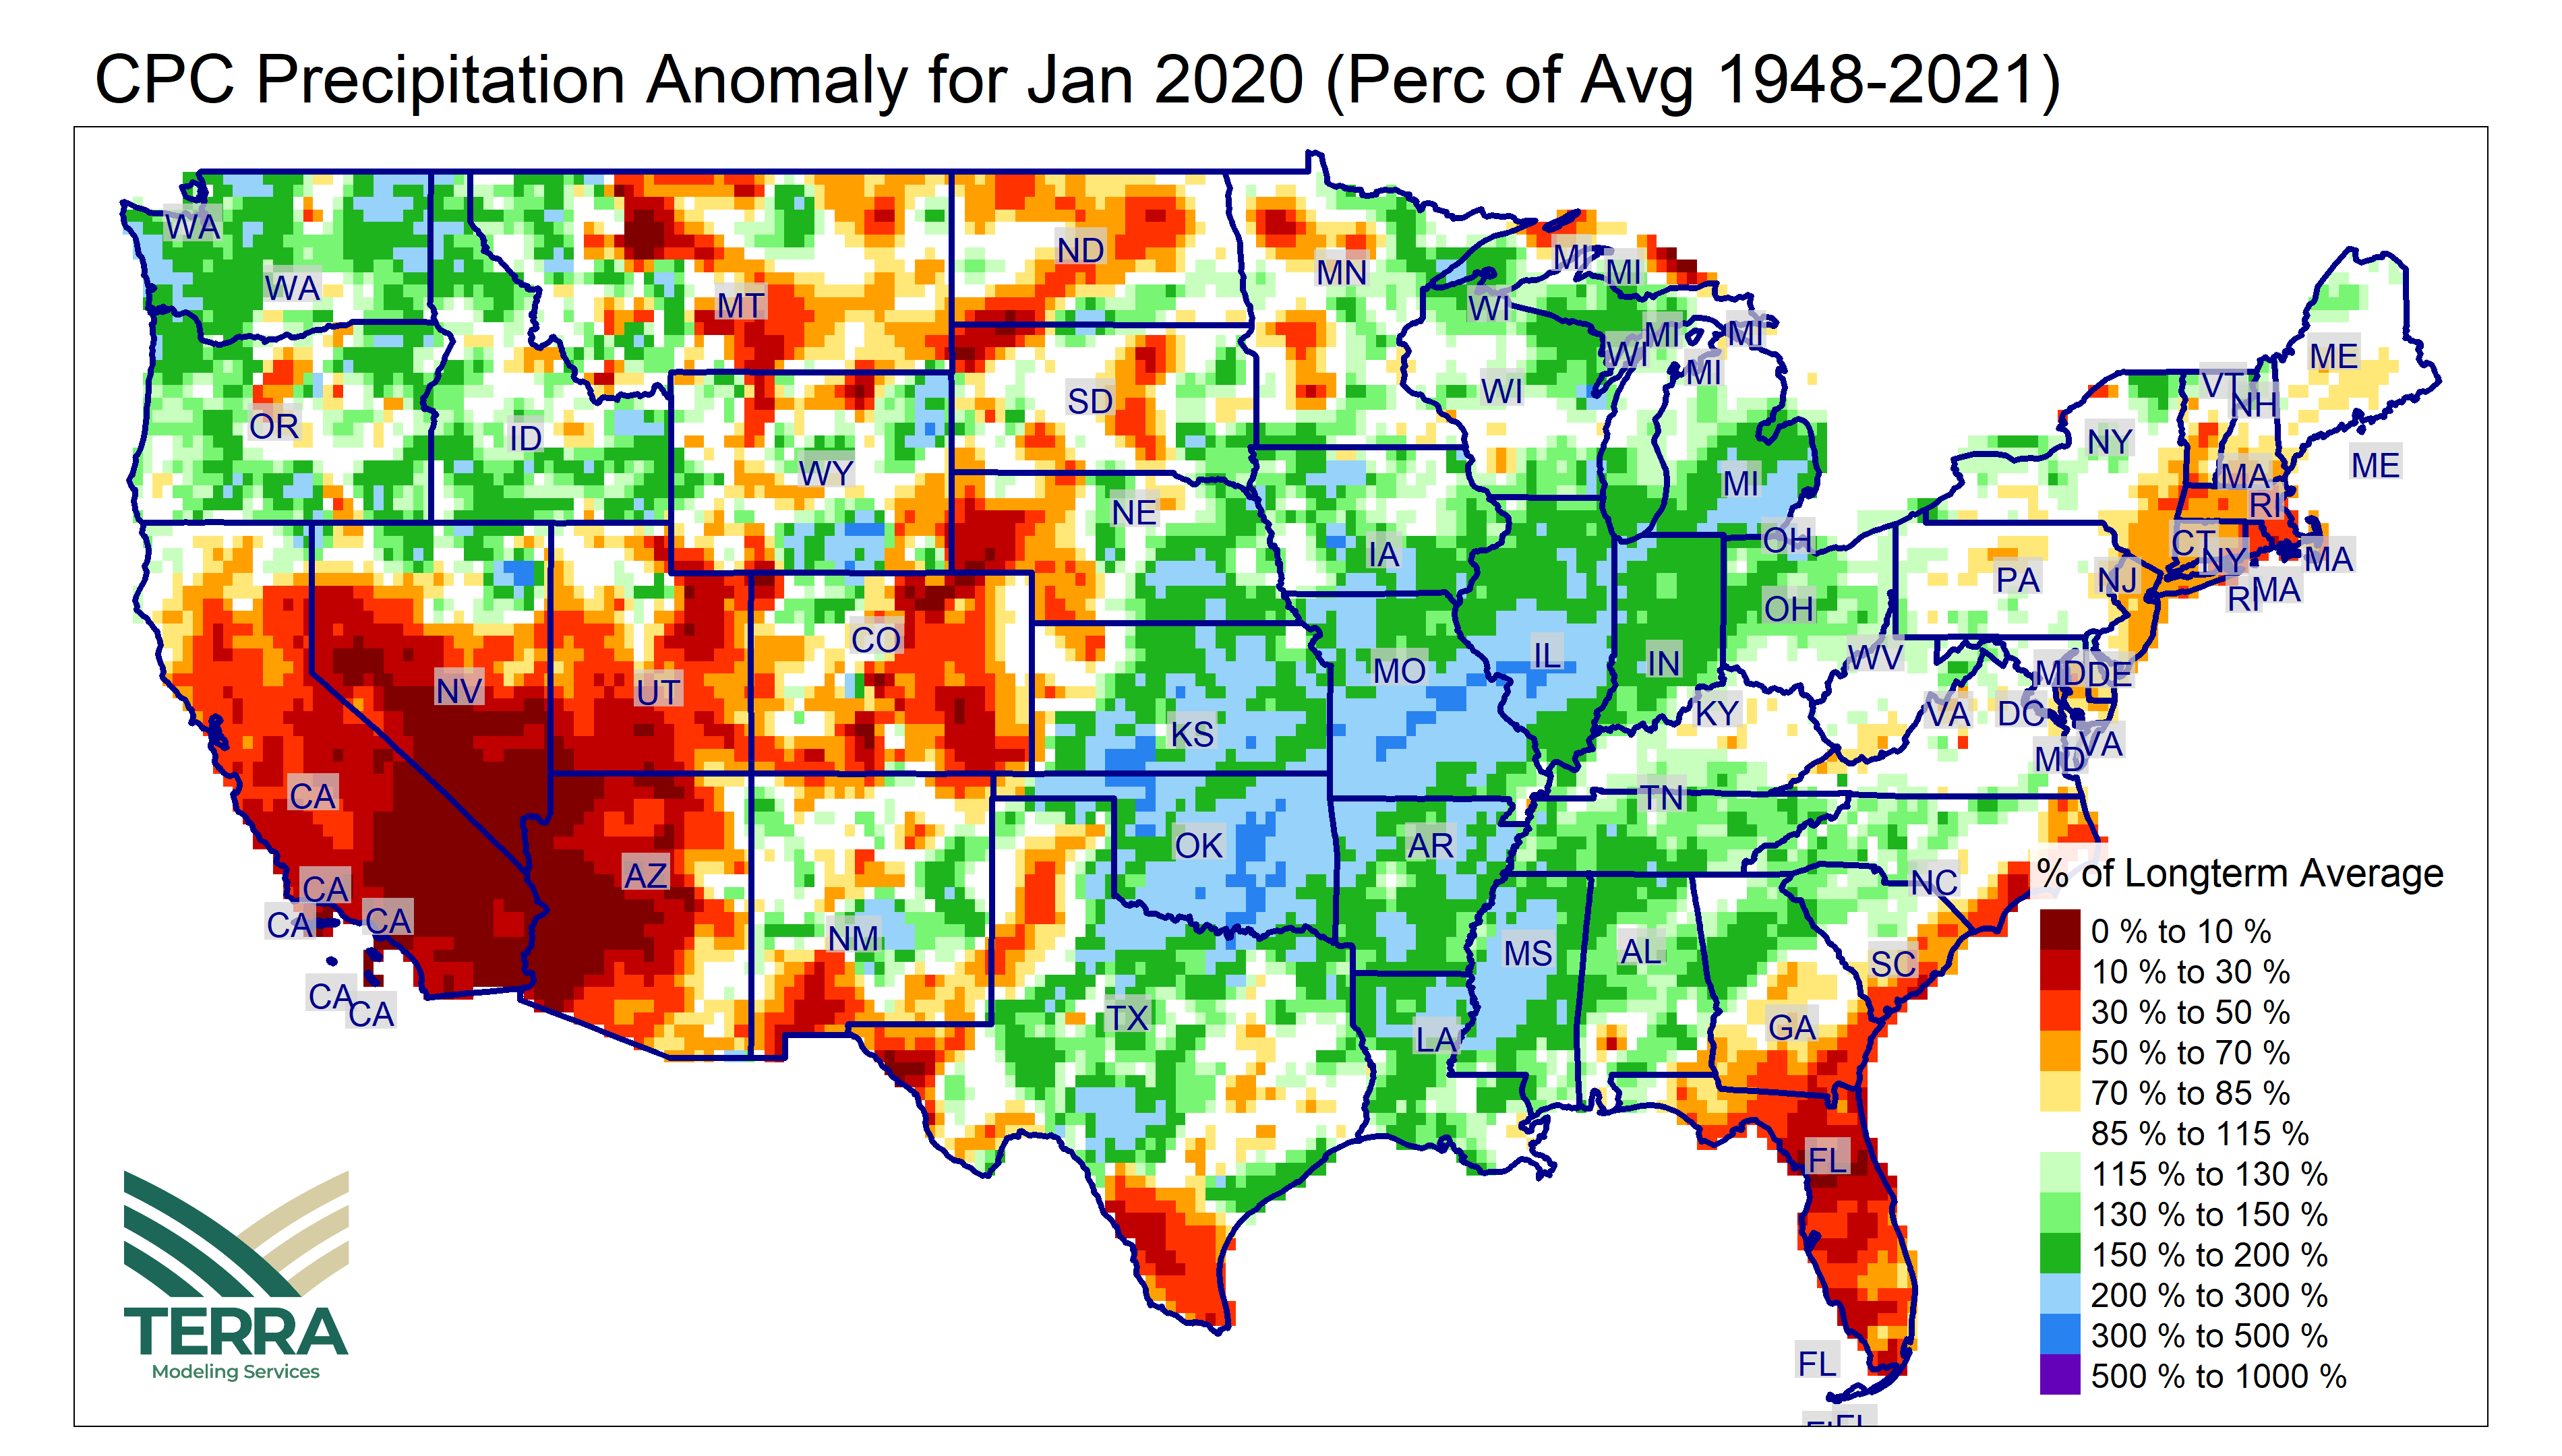 CPC Precipitation Anomaly for Jan 2020 (Perc of Avg 1948-2021)
WA
WA
MT
ND
MN
MI
MI
WI
MI
MI
WI
MI
WI
ME
VT
NH
OR
ID
SD
WY
NE
NY
MA
ME
RI
MI
IA
OH
CT
NY
MA
PA
NJ
RI
MA
OH
CO
NV
UT
MO
IL
IN
WV
MD
DE
KS
KY
VA
DC
VA
MD
CA
TN
OK
AR
AZ
NC
CA
CA
CA
NM
MS
AL
SC
CA
CA
TX
LA
GA
FL
FL
FL
% of Longterm Average
0 % to 10 %
10 % to 30 %
30 % to 50 %
50 % to 70 %
70 % to 85 %
85 % to 115 %
115 % to 130 %
130 % to 150 %
150 % to 200 %
200 % to 300 %
300 % to 500 %
500 % to 1000 %
TERRA
Modeling Services